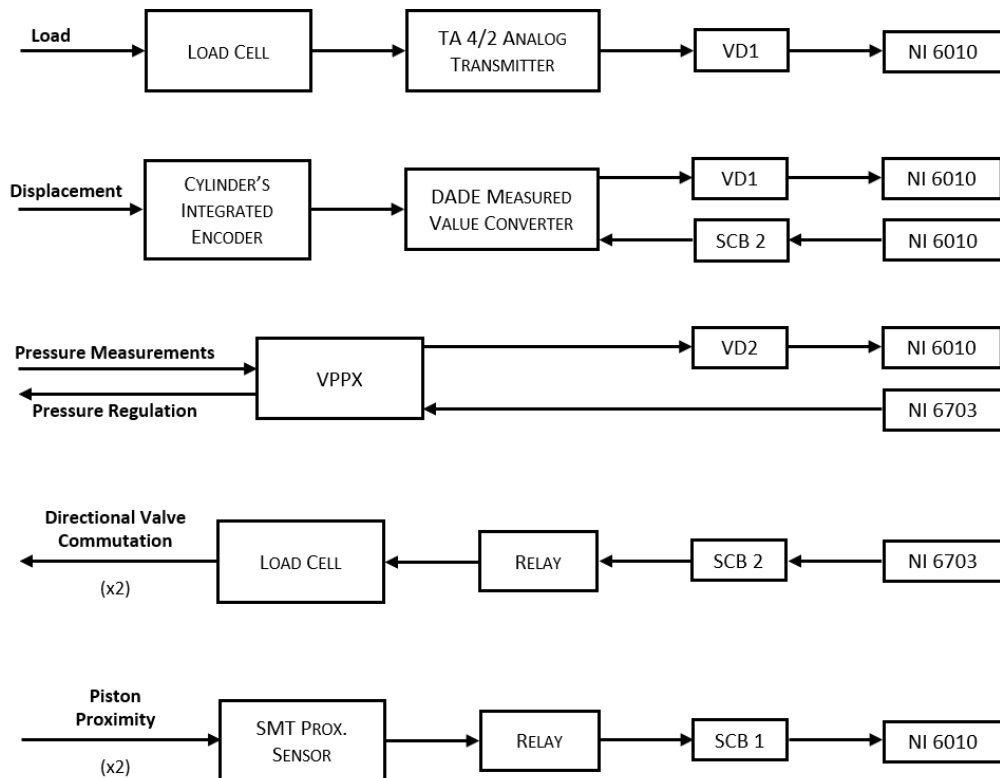 Load
LOAD CELL
TA 4/2 ANALOG
TRANSMITTER
VD1
NI 6010
Displacement
CYLINDER'S
INTEGRATED
ENCODER
DADE MEASURED
VALUE CONVERTER
VD1
NI 6010
SCB 2
NI 6010
Pressure Measurements
Pressure Regulation
VPPX
VD2
NI 6010
NI 6703
Directional Valve
Commutation
(x2)
LOAD CELL
RELAY
SCB 2
NI 6703
Piston
Proximity
(x2)
SMT PROX.
SENSOR
RELAY
SCB 1
NI 6010